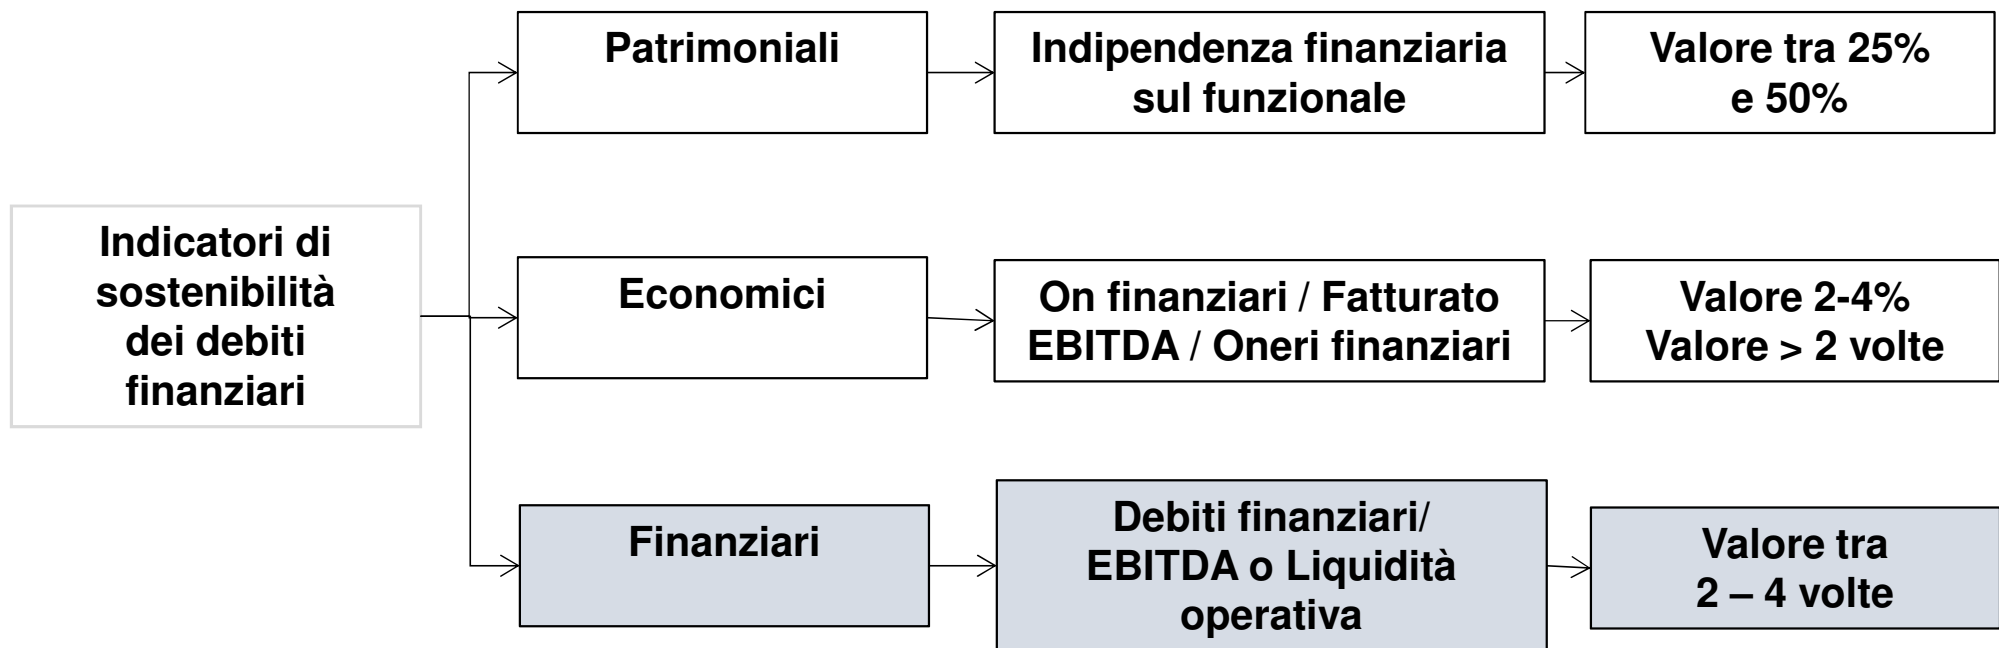 Patrimoniali
Indipendenza finanziaria
sul funzionale
Valore tra 25%
e 50%
Indicatori di
sostenibilità
dei debiti
finanziari
Economici
On finanziari / Fatturato
EBITDA / Oneri finanziari
Valore 2-4%
Valore > 2 volte
Finanziari
Debiti finanziari/
EBITDA o Liquidità
operativa
Valore tra
2 – 4 volte